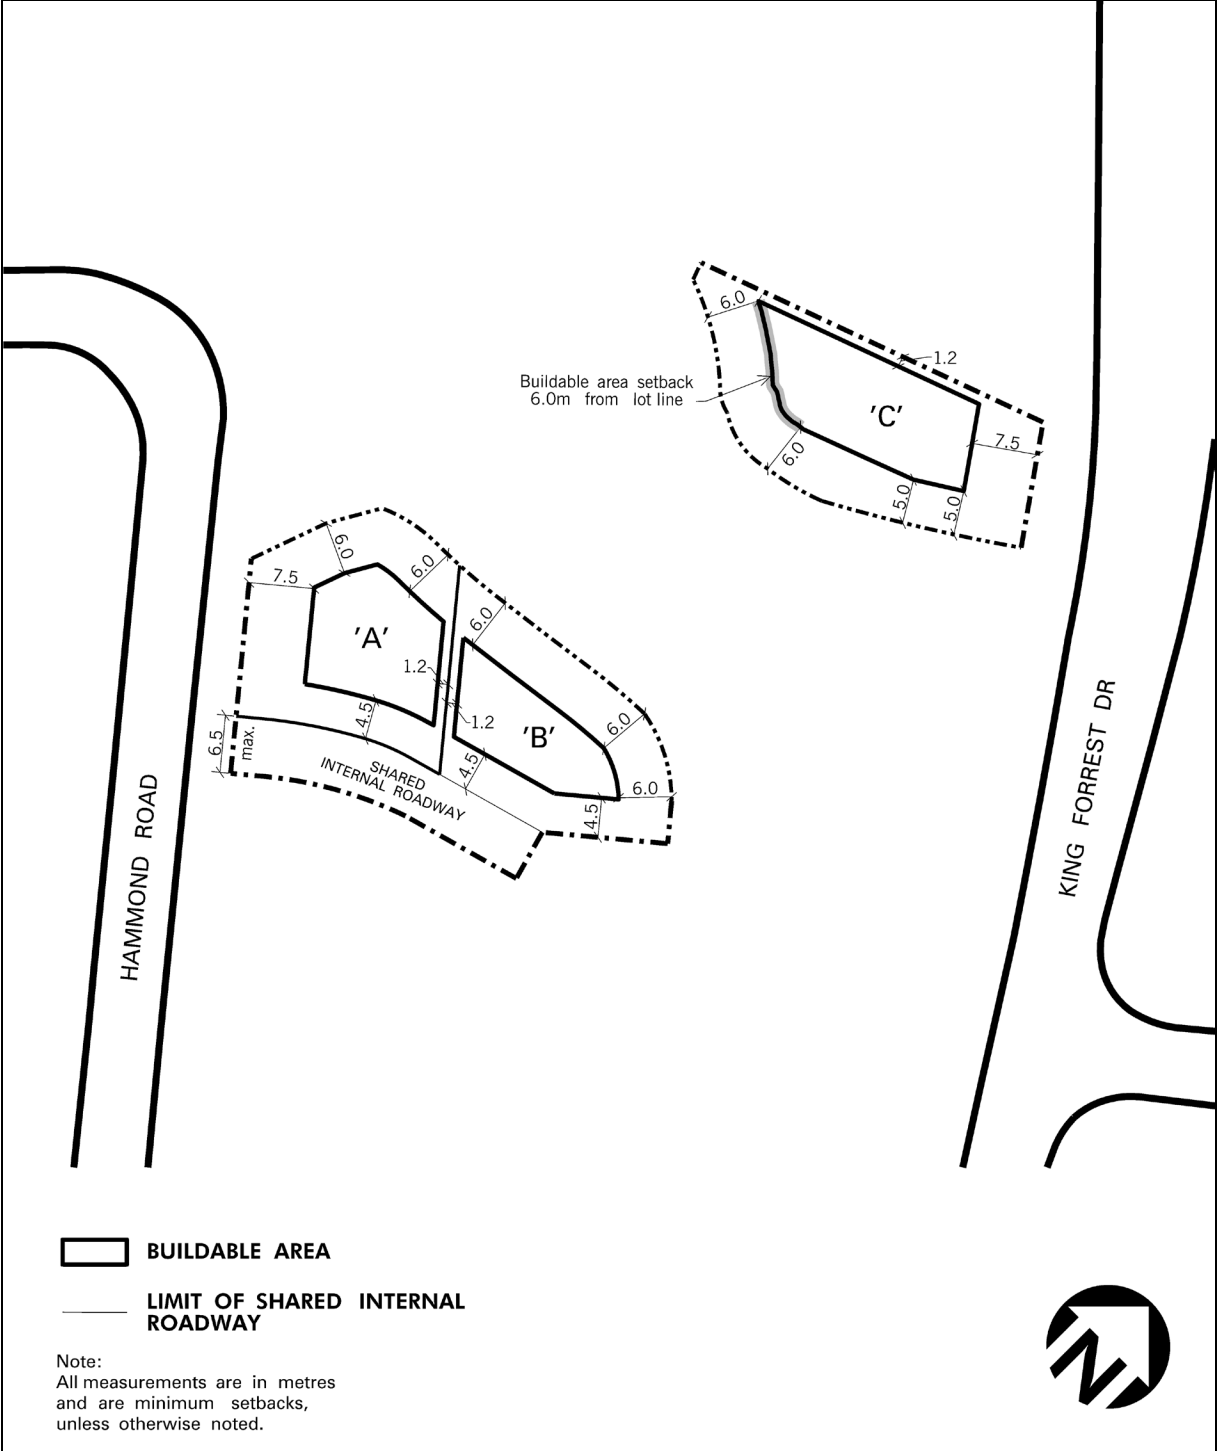 6.0
1.2
Buildable area setback
6.0m from lot line
'C'
7.5
6.0
5.0
5.0
6.0
6.0
7.5
6.0
'A'
1.2
1.2
'B'
6.0
4.5
4.5
6.0
4.5
6.5
max.
SHARED
INTERNAL ROADWAY
HAMMOND ROAD
KING FORREST DR
BUILDABLE AREA
LIMIT OF SHARED INTERNAL
ROADWAY
Note:
All measurements are in metres
and are minimum setbacks,
unless otherwise noted.
N